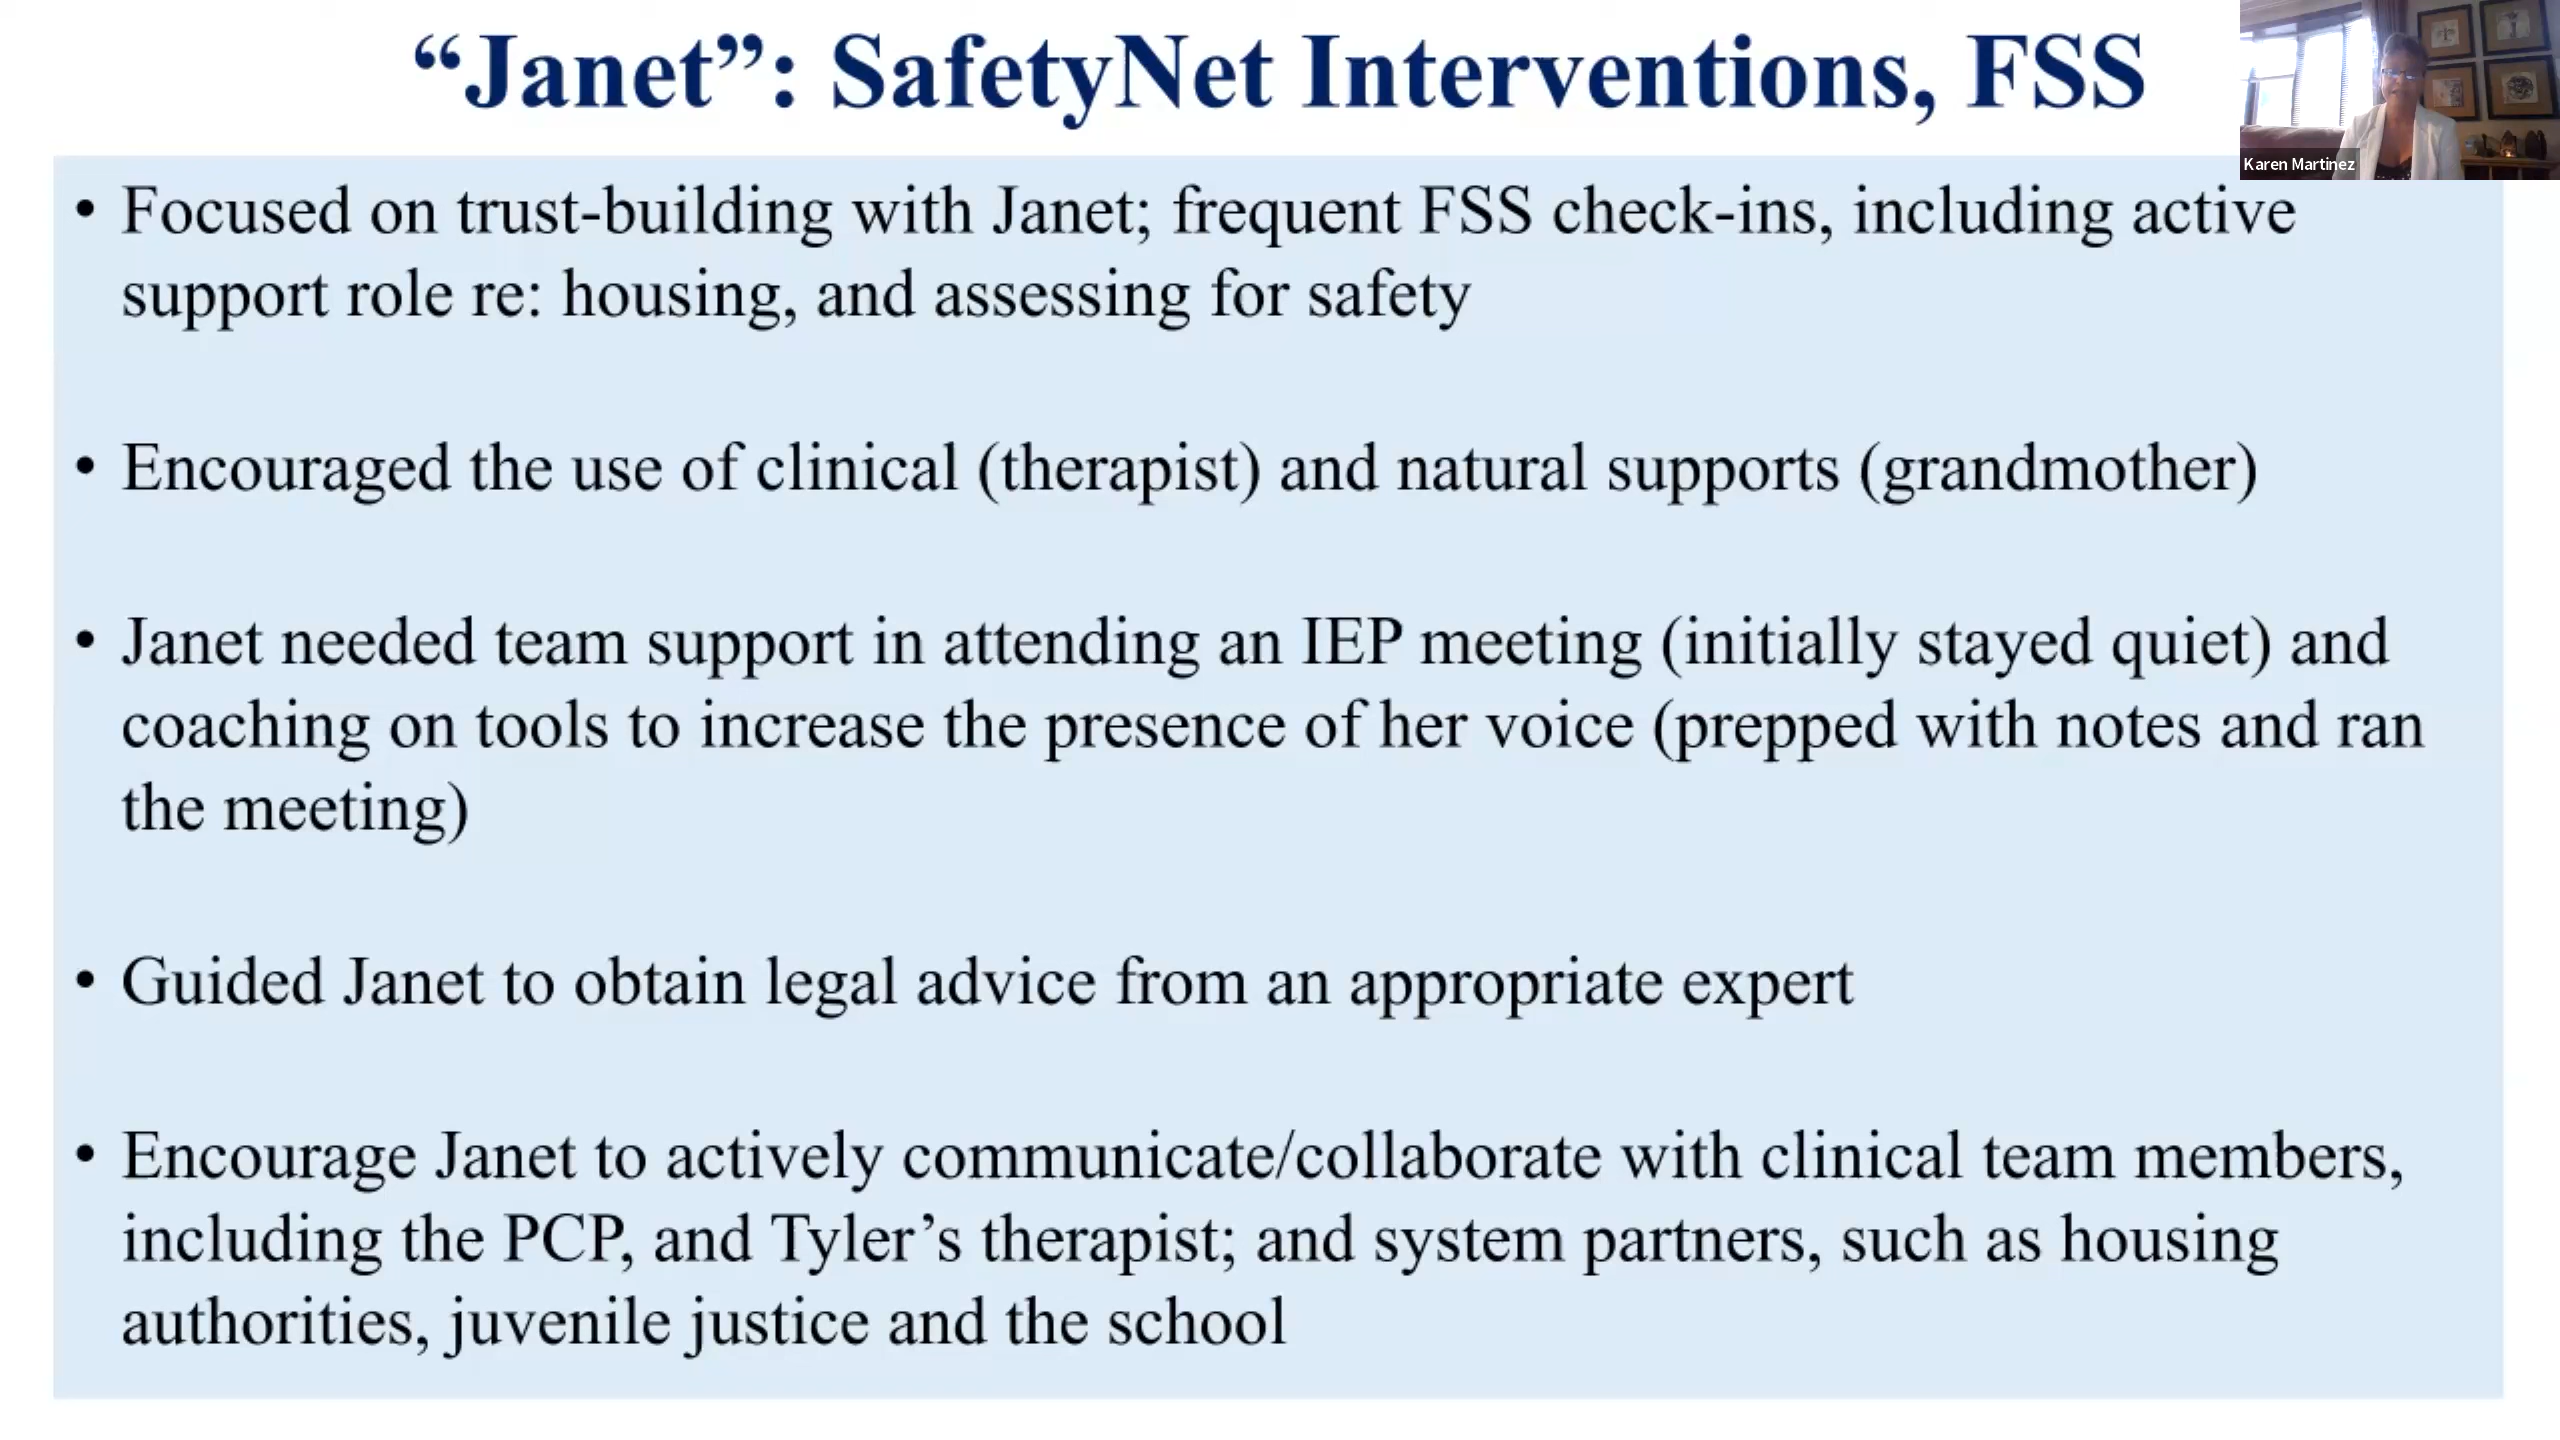 “Janet”: SafetyNet Interventions, FSS
Karen Martinez
• Focused on trust-building with Janet; frequent FSS check-ins, including active
support role re: housing, and assessing for safety
• Encouraged the use of clinical (therapist) and natural supports (grandmother)
• Janet needed team support in attending an IEP meeting (initially stayed quiet) and
coaching on tools to increase the presence of her voice (prepped with notes and ran
the meeting)
• Guided Janet to obtain legal advice from an appropriate expert
• Encourage Janet to actively communicate/collaborate with clinical team members,
including the PCP, and Tyler’s therapist; and system partners, such as housing
authorities, juvenile justice and the school